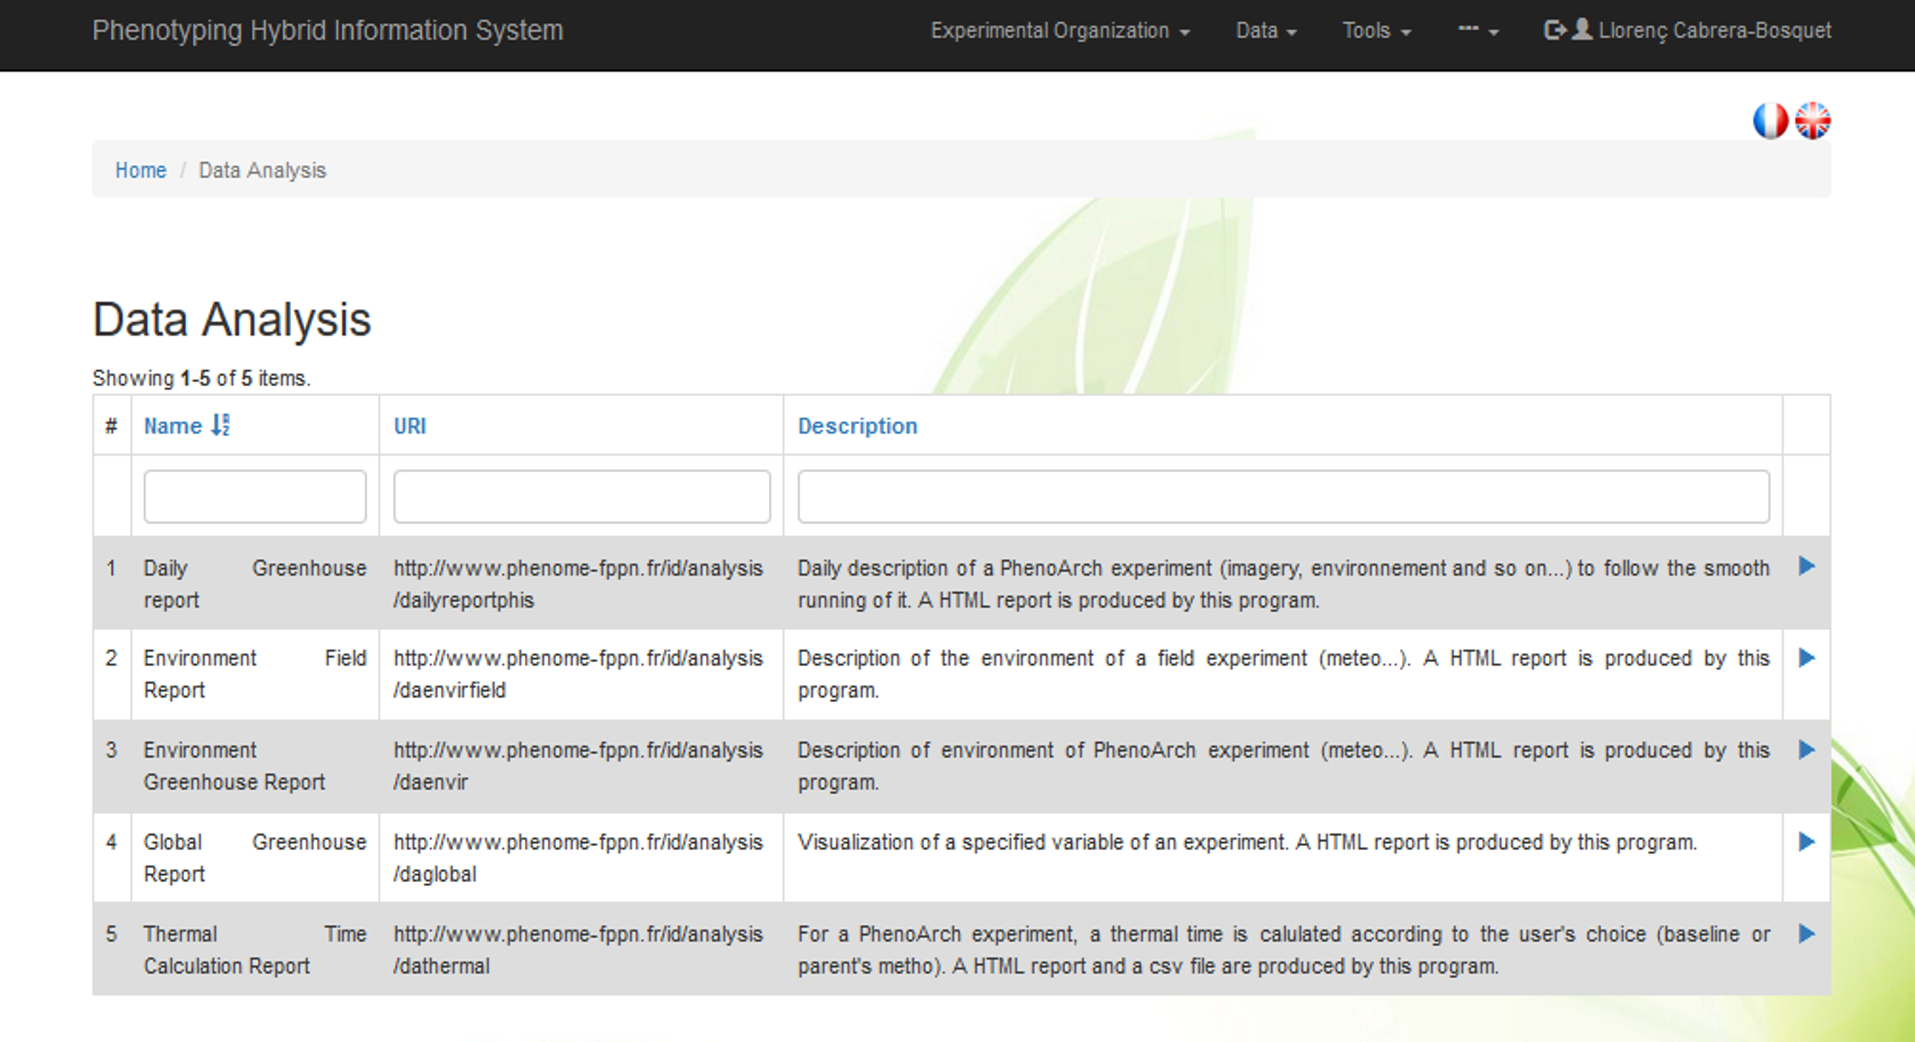 Phenotyping Hybrid Information System Experimental Organization Data Tools --- Llorenç Cabrera-Bosquet
Home / Data Analysis
Data Analysis
Showing 1-5 of 5 items.
# Name URI Description
1 Daily Greenhouse http://www.phenome-fppn.fr/id/analysis Daily description of a PhenoArch experiment (imagery, environnement and so on...) to follow the smooth
report /dailyreportphis running of it. A HTML report is produced by this program.
2 Environment Field http://www.phenome-fppn.fr/id/analysis Description of the environment of a field experiment (meteo...). A HTML report is produced by this
Report /daenvirfield program.
3 Environment http://www.phenome-fppn.fr/id/analysis Description of environment of PhenoArch experiment (meteo...). A HTML report is produced by this
Greenhouse Report /daenvir program.
4 Global Greenhouse http://www.phenome-fppn.fr/id/analysis Visualization of a specified variable of an experiment. A HTML report is produced by this program.
Report /daglobal
5 Thermal Time http://www.phenome-fppn.fr/id/analysis For a PhenoArch experiment, a thermal time is calulated according to the user's choice (baseline or
Calculation Report /dathermal parent's metho). A HTML report and a csv file are produced by this program.